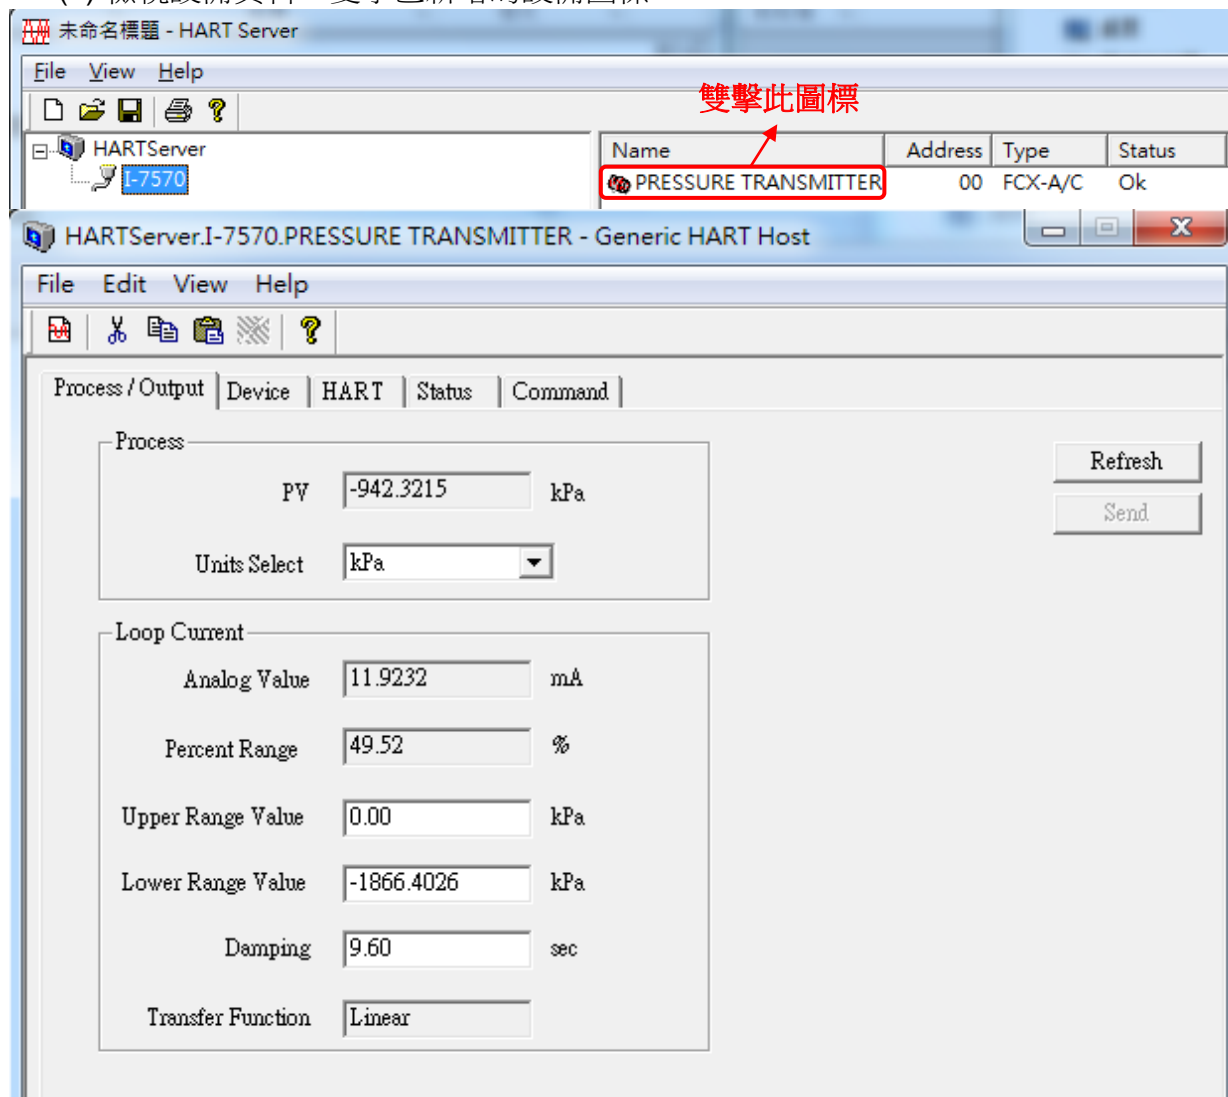 未命名標題 - HART Server
File View Help
雙擊此圖標
HARTServer
I-7570
Name Address Type Status
PRESSURE TRANSMITTER 00 FCX-A/C Ok
HARTServer.I-7570.PRESSURE TRANSMITTER - Generic HART Host
File Edit View Help
Process / Output Device HART Status Command
Process
PV -942.3215 kPa
Units Select kPa
Refresh
Send
Loop Current
Analog Value 11.9232 mA
Percent Range 49.52 %
Upper Range Value 0.00 kPa
Lower Range Value -1866.4026 kPa
Damping 9.60 sec
Transfer Function Linear